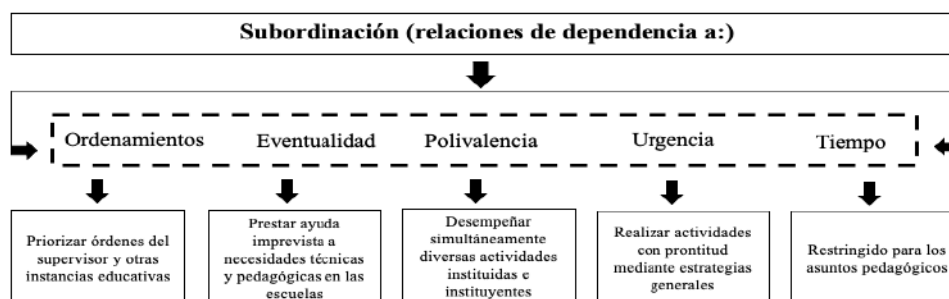 Subordinación (relaciones de dependencia a:)
Ordenamientos Eventualidad Polivalencia Urgencia Tiempo
Priorizar órdenes del
supervisor y otras
instancias educativas
Prestar ayuda
imprevista a
necesidades técnicas
y pedagógicas en las
escuelas
Desempeñar
simultáneamente
diversas actividades
instituidas e
instituyentes
Realizar actividades
con prontitud
mediante estrategias
generales
Restringido para los
asuntos pedagógicos